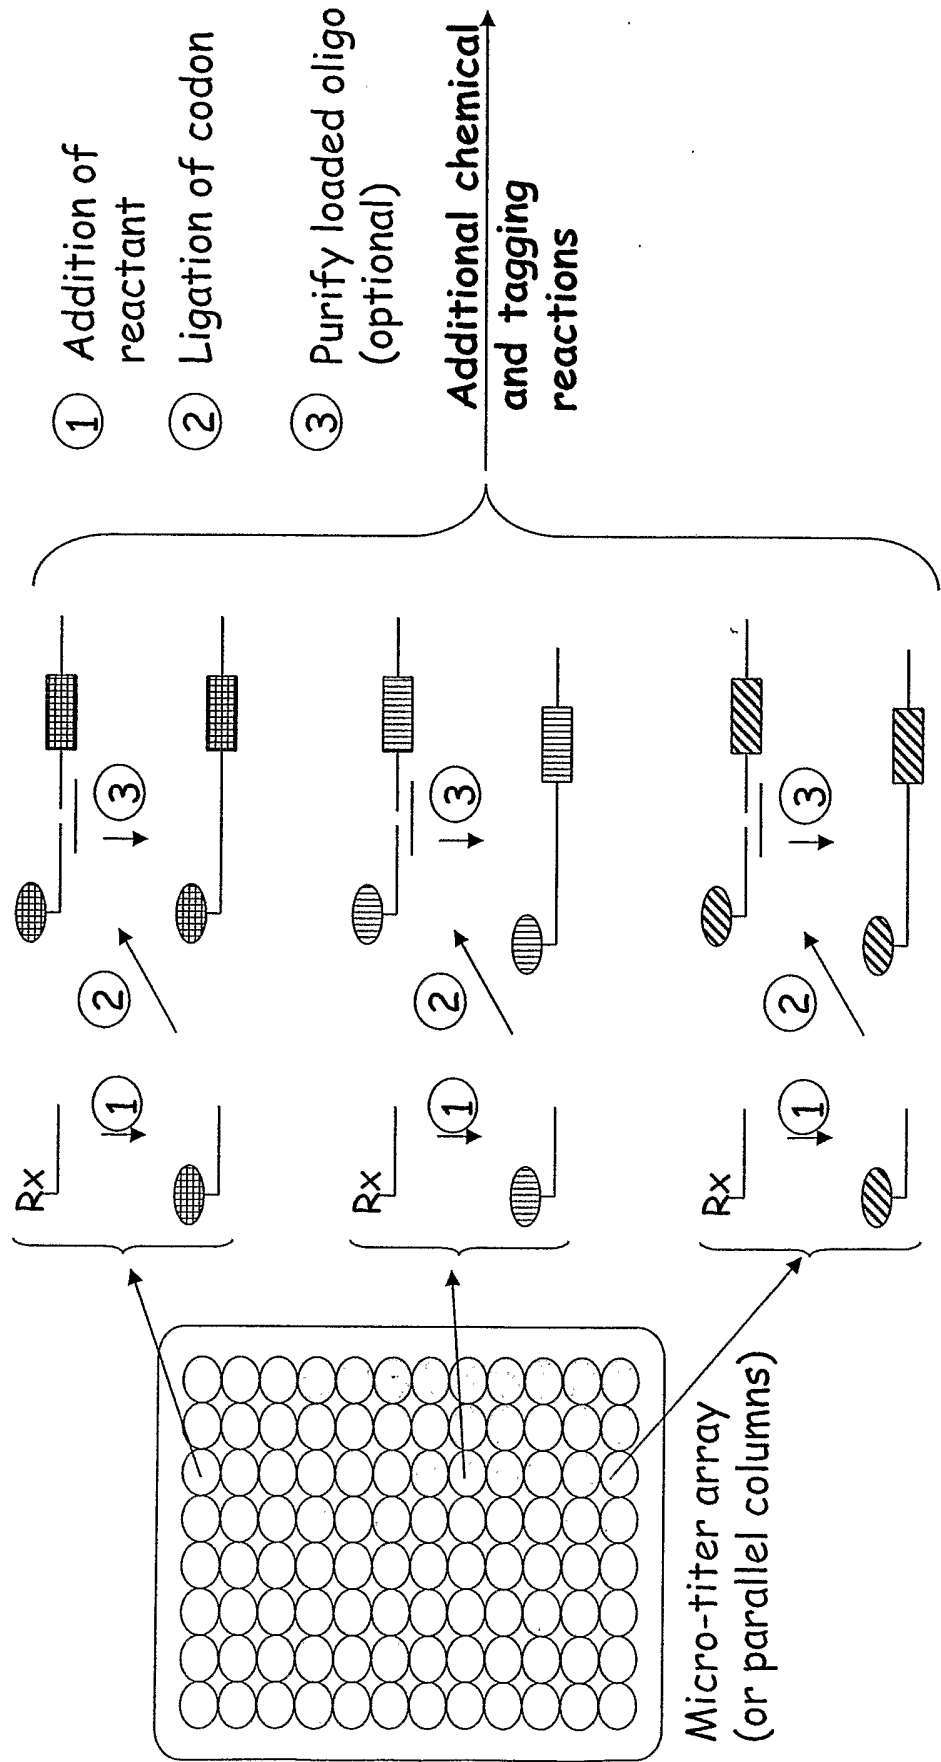 Micro-titer array
(or parallel columns)
Rx
1
2
3
Rx
1
2
3
Rx
1
2
3
1 Addition of
reactant
2 Ligation of codon
3 Purify loaded oligo
(optional)
Additional chemical
and tagging
reactions